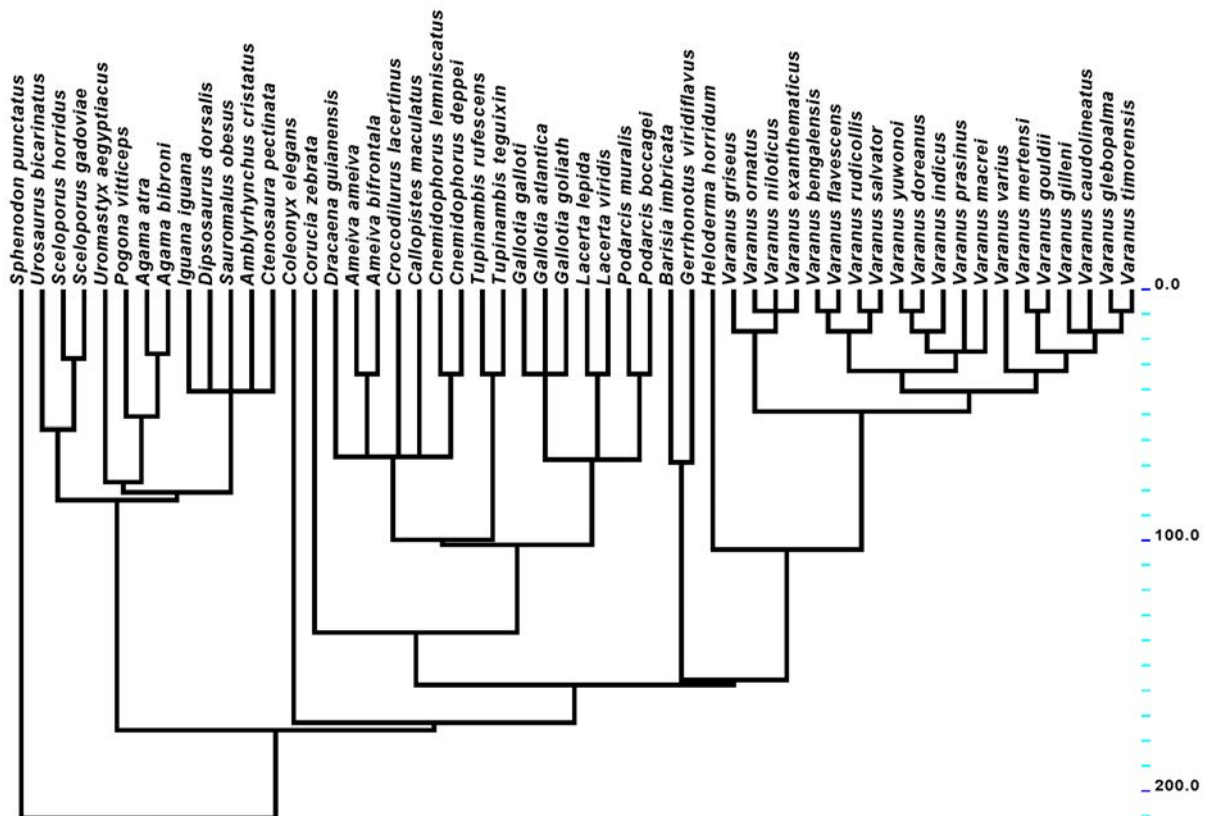 Sphenodon punctatus
Urosaurus bicarinatus
Sceloporus horridus
Sceloporus gadoviae
Uromastyx aegyptiacus
Pogona vitticeps
Agama atra
Agama bibroni
Iguana iguana
Dipsosaurus dorsalis
Sauromalus obesus
Amblyrhynchus cristatus
Ctenosaura pectinata
Coleonyx elegans
Corucia zebrata
Dracaena guianensis
Ameiva ameiva
Ameiva bifrontala
Crocodilurus lacertinus
Callopistes maculatus
Cnemidophorus lemniscatus
Cnemidophorus deppei
Tupinambis rufescens
Tupinambis teguixin
Gallotia galloti
Gallotia atlantica
Gallotia goliath
Lacerta lepida
Lacerta viridis
Podarcis muralis
Podarcis boccagei
Barisia imbricata
Gerrhonotus viridiflavus
Heloderma horridum
Varanus griseus
Varanus ornatus
Varanus niloticus
Varanus exanthematicus
Varanus bengalensis
Varanus flavescens
Varanus rudicollis
Varanus salvator
Varanus yuwonoi
Varanus doreanus
Varanus indicus
Varanus prasinus
Varanus macrei
Varanus varius
Varanus mertensi
Varanus gouldii
Varanus gilleni
Varanus caudolineatus
Varanus glebopalma
Varanus timorensis
0.0
100.0
200.0